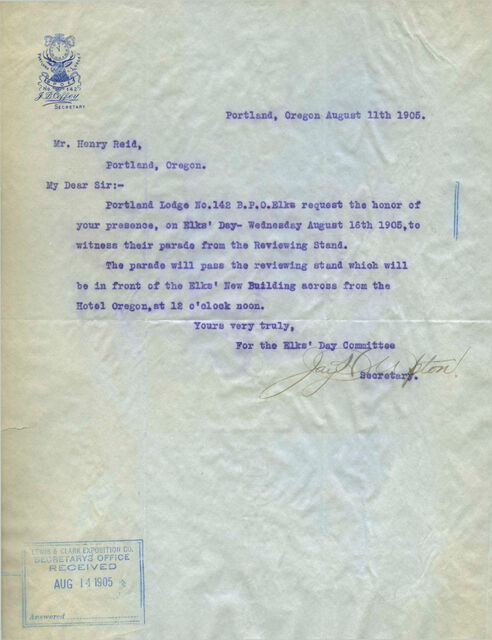 PORTLAND LODGE
B.P.O.E.
No. 142
SECRETARY
Portland, Oregon August 11th 1905.
Mr. Henry Reid,
Portland, Oregon.
My Dear Sir:-
Portland Lodge No.142 B.P.O.Elks request the honor of
your presence, on Elks' Day- Wednesday August 16th 1905,to
witness their parade from the Reviewing Stand.
The parade will pass the reviewing stand which will
be in front of the Elks' New Building across from the
Hotel Oregon,at 12 o'clock noon.
Yours very truly,
For the Elks' Day Committee
Secretary.
LEWIS & CLARK EXPOSITION CO.
SECRETARY'S OFFICE
RECEIVED
AUG 14 1905
Answered